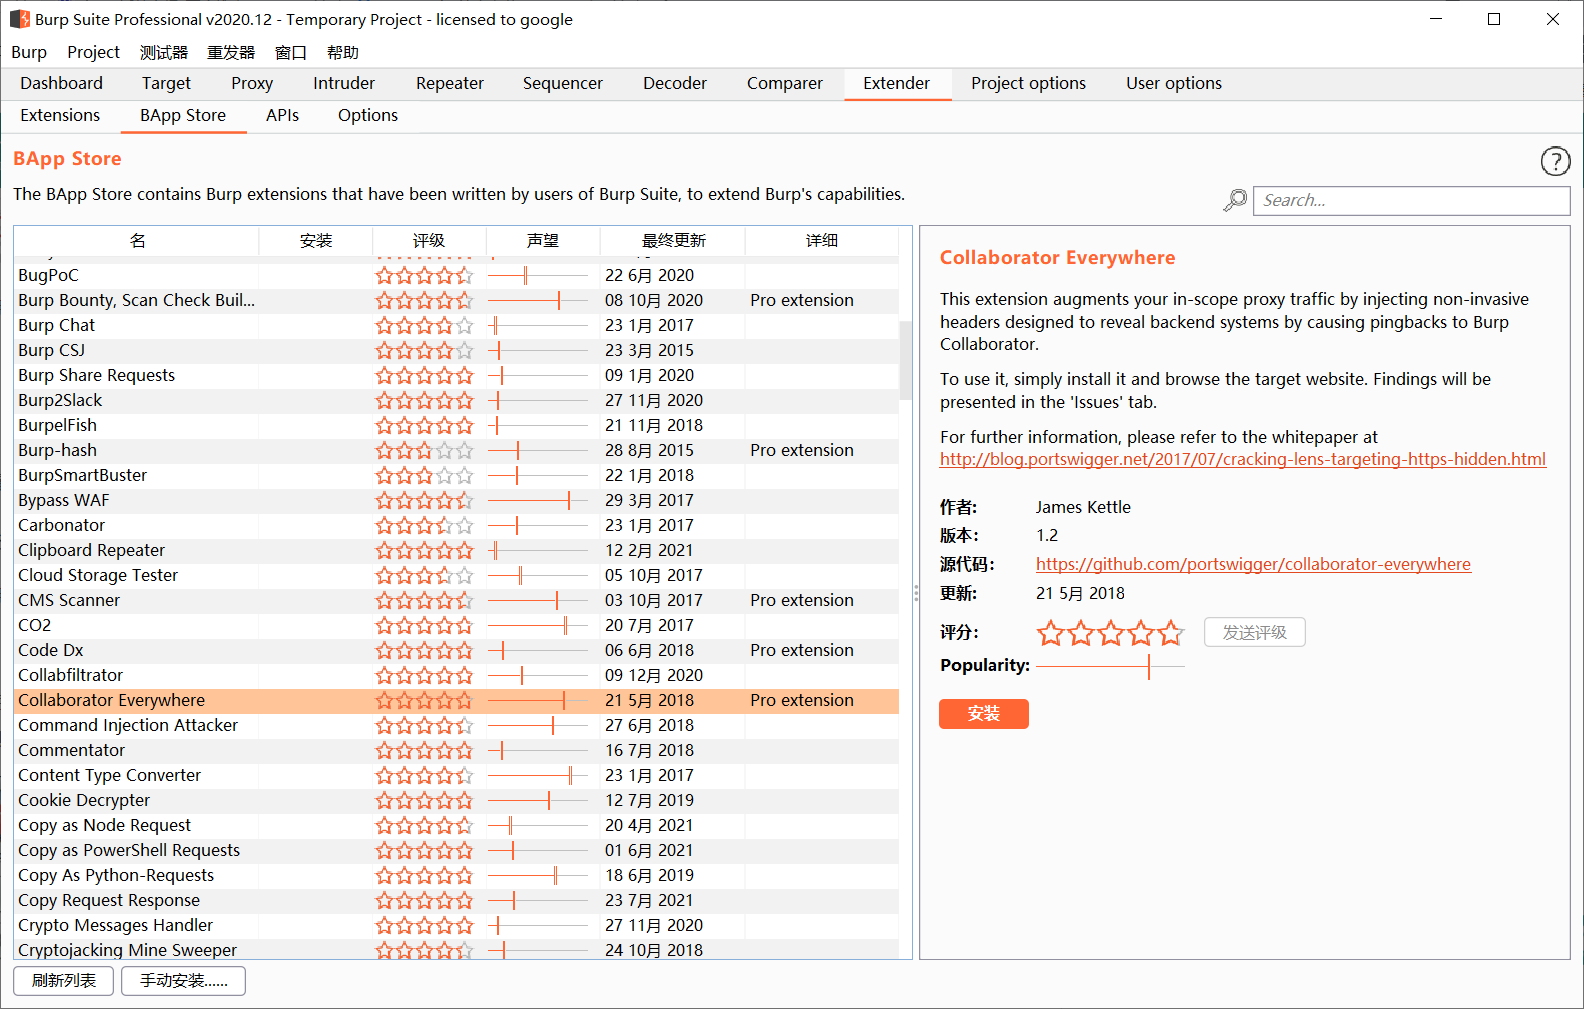 Burp Suite Professional v2020.12 - Temporary Project - licensed to google
Burp Project 测试器 重发器 窗口 帮助
Dashboard Target Proxy Intruder Repeater Sequencer Decoder Comparer Extender Project options User options
Extensions BApp Store APIs Options
BApp Store
?
The BApp Store contains Burp extensions that have been written by users of Burp Suite, to extend Burp's capabilities.
Search...
名 安装 评级 声望 最终更新 详细
BugPoC 22 6月 2020
Burp Bounty, Scan Check Buil... 08 10月 2020 Pro extension
Burp Chat 23 1月 2017
Burp CSJ 23 3月 2015
Burp Share Requests 09 1月 2020
Burp2Slack 27 11月 2020
BurpelFish 21 11月 2018
Burp-hash 28 8月 2015 Pro extension
BurpSmartBuster 22 1月 2018
Bypass WAF 29 3月 2017
Carbonator 23 1月 2017
Clipboard Repeater 12 2月 2021
Cloud Storage Tester 05 10月 2017
CMS Scanner 03 10月 2017 Pro extension
CO2 20 7月 2017
Code Dx 06 6月 2018 Pro extension
Collabfiltrator 09 12月 2020
Collaborator Everywhere 21 5月 2018 Pro extension
Command Injection Attacker 27 6月 2018
Commentator 16 7月 2018
Content Type Converter 23 1月 2017
Cookie Decrypter 12 7月 2019
Copy as Node Request 20 4月 2021
Copy as PowerShell Requests 01 6月 2021
Copy As Python-Requests 18 6月 2019
Copy Request Response 23 7月 2021
Crypto Messages Handler 27 11月 2020
Cryptojacking Mine Sweeper 24 10月 2018
刷新列表 手动安装......
Collaborator Everywhere
This extension augments your in-scope proxy traffic by injecting non-invasive
headers designed to reveal backend systems by causing pingbacks to Burp
Collaborator.
To use it, simply install it and browse the target website. Findings will be
presented in the 'Issues' tab.
For further information, please refer to the whitepaper at
http://blog.portswigger.net/2017/07/cracking-lens-targeting-https-hidden.html
作者: James Kettle
版本: 1.2
源代码: https://github.com/portswigger/collaborator-everywhere
更新: 21 5月 2018
评分: 发送评级
Popularity:
安装